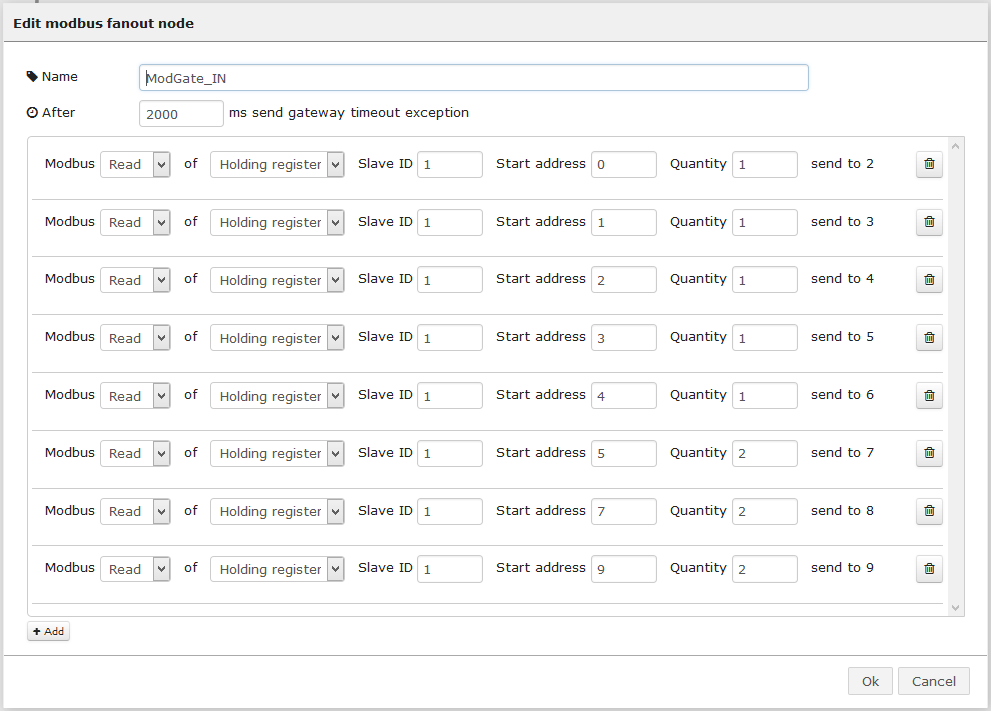 Edit modbus fanout node
Name ModGate_IN
After 2000 ms send gateway timeout exception
Modbus Read of Holding register Slave ID 1 Start address 0 Quantity 1 send to 2
Modbus Read of Holding register Slave ID 1 Start address 1 Quantity 1 send to 3
Modbus Read of Holding register Slave ID 1 Start address 2 Quantity 1 send to 4
Modbus Read of Holding register Slave ID 1 Start address 3 Quantity 1 send to 5
Modbus Read of Holding register Slave ID 1 Start address 4 Quantity 1 send to 6
Modbus Read of Holding register Slave ID 1 Start address 5 Quantity 2 send to 7
Modbus Read of Holding register Slave ID 1 Start address 7 Quantity 2 send to 8
Modbus Read of Holding register Slave ID 1 Start address 9 Quantity 2 send to 9
+ Add
Ok Cancel